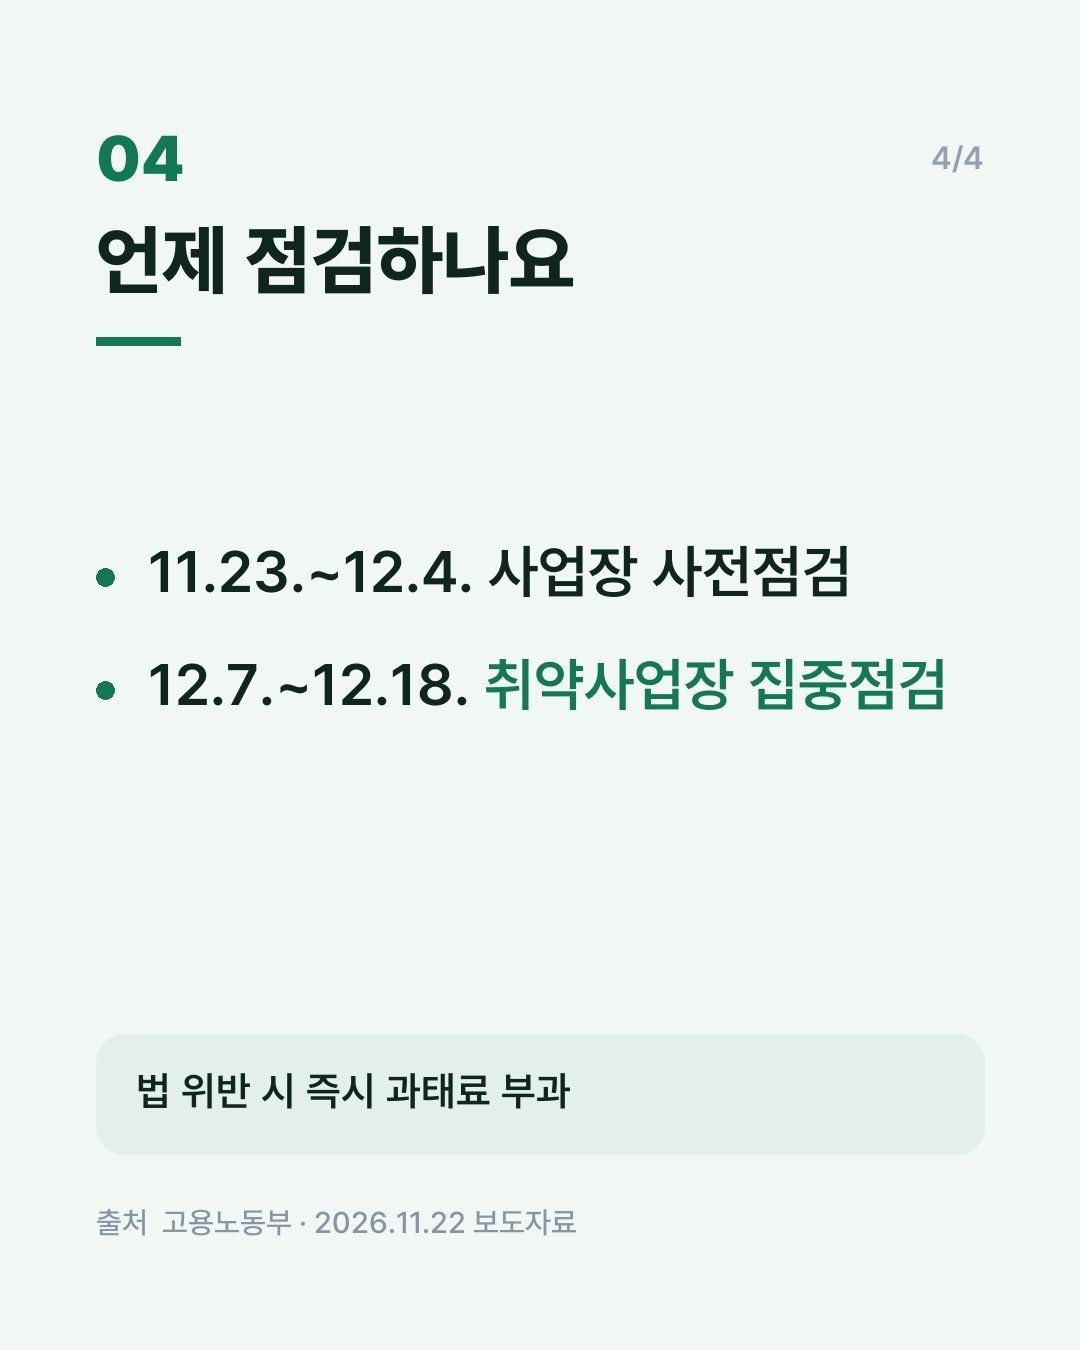 04
4/4
언제 점검하나요
• 11.23.~12.4. 사업장 사전점검
• 12.7.~12.18. 취약사업장 집중점검
법 위반 시 즉시 과태료 부과
출처 고용노동부 · 2026.11.22 보도자료